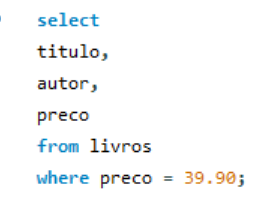 select
titulo,
autor,
preco
from livros
where preco = 39.90;